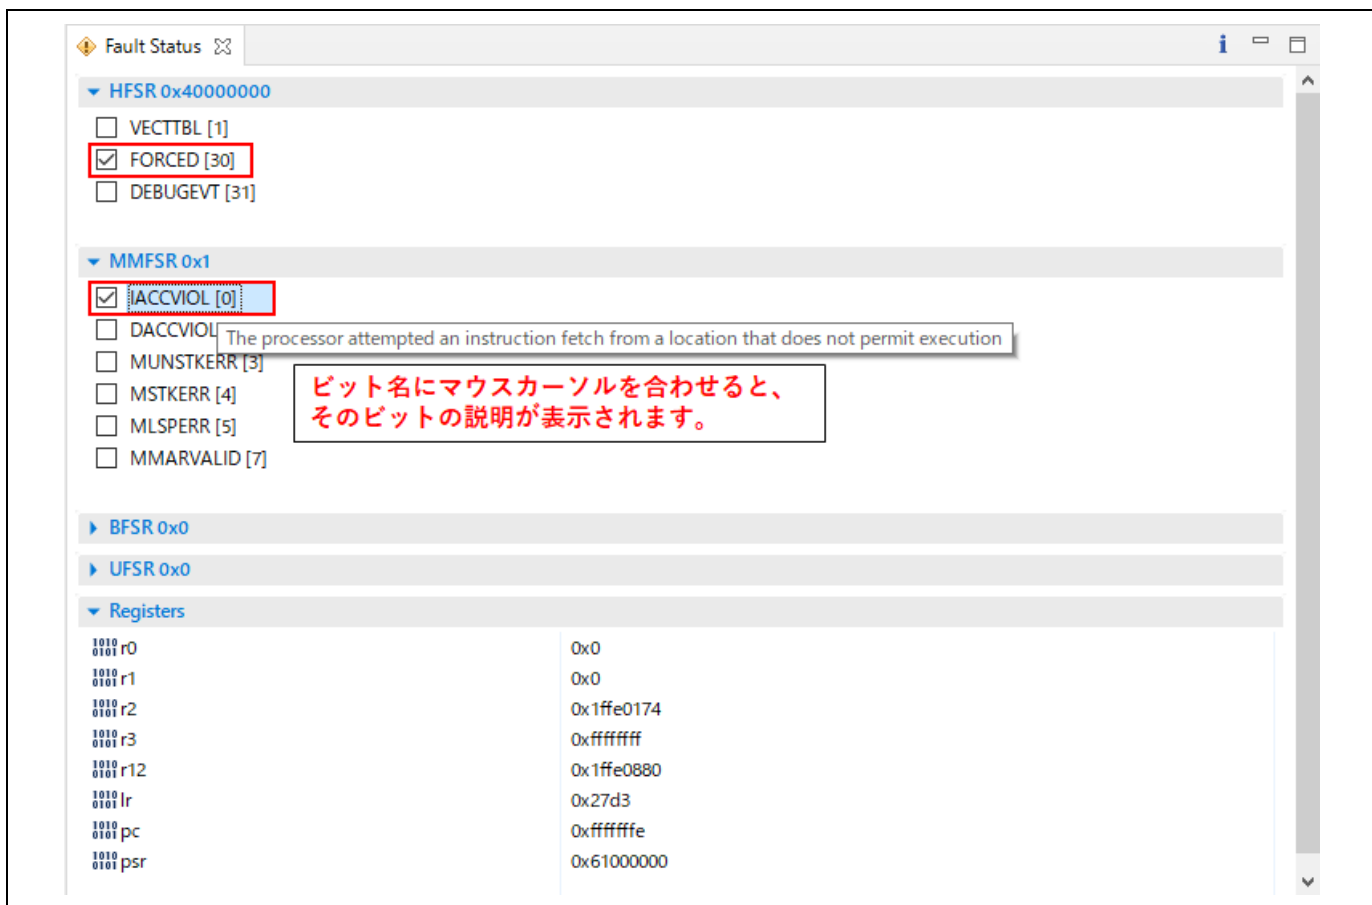 Fault Status
HFSR 0x40000000
VECTTBL [1]
FORCED [30]
DEBUGEVT [31]
MMFSR 0x1
IACCVIOL [0]
DACCVIOL
The processor attempted an instruction fetch from a location that does not permit execution
MUNSTKERR [3]
MSTKERR [4]
MLSPERR [5]
MMARVALID [7]
ビット名にマウスカーソルを合わせると、
そのビットの説明が表示されます。
BFSR 0x0
UFSR 0x0
Registers
r0 0x0
r1 0x0
r2 0x1ffe0174
r3 0xffffffff
r12 0x1ffe0880
lr 0x27d3
pc 0xfffffffe
psr 0x61000000